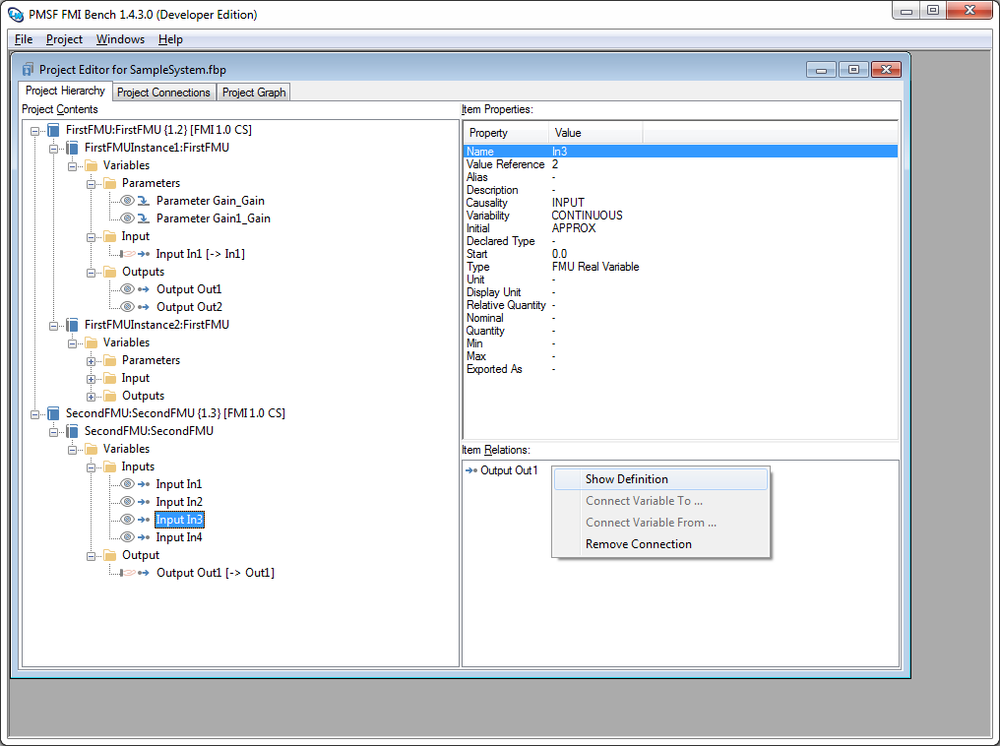 PMSF FMI Bench 1.4.3.0 (Developer Edition)
File Project Windows Help
Project Editor for SampleSystem.fbp
Project Hierarchy Project Connections Project Graph
Project Contents
FirstFMU:FirstFMU {1.2} [FMI 1.0 CS]
FirstFMUInstance1:FirstFMU
Variables
Parameters
Parameter Gain_Gain
Parameter Gain1_Gain
Input
Input In1 [-> In1]
Outputs
Output Out1
Output Out2
FirstFMUInstance2:FirstFMU
Variables
Parameters
Input
Outputs
SecondFMU:SecondFMU {1.3} [FMI 1.0 CS]
SecondFMU:SecondFMU
Variables
Inputs
Input In1
Input In2
Input In3
Input In4
Output
Output Out1 [-> Out1]
Item Properties:
Property Value
Name In3
Value Reference 2
Alias -
Description -
Causality INPUT
Variability CONTINUOUS
Initial APPROX
Declared Type -
Start 0.0
Type FMU Real Variable
Unit -
Display Unit -
Relative Quantity -
Nominal -
Quantity -
Min -
Max -
Exported As -
Item Relations:
Output Out1
Show Definition
Connect Variable To ...
Connect Variable From ...
Remove Connection